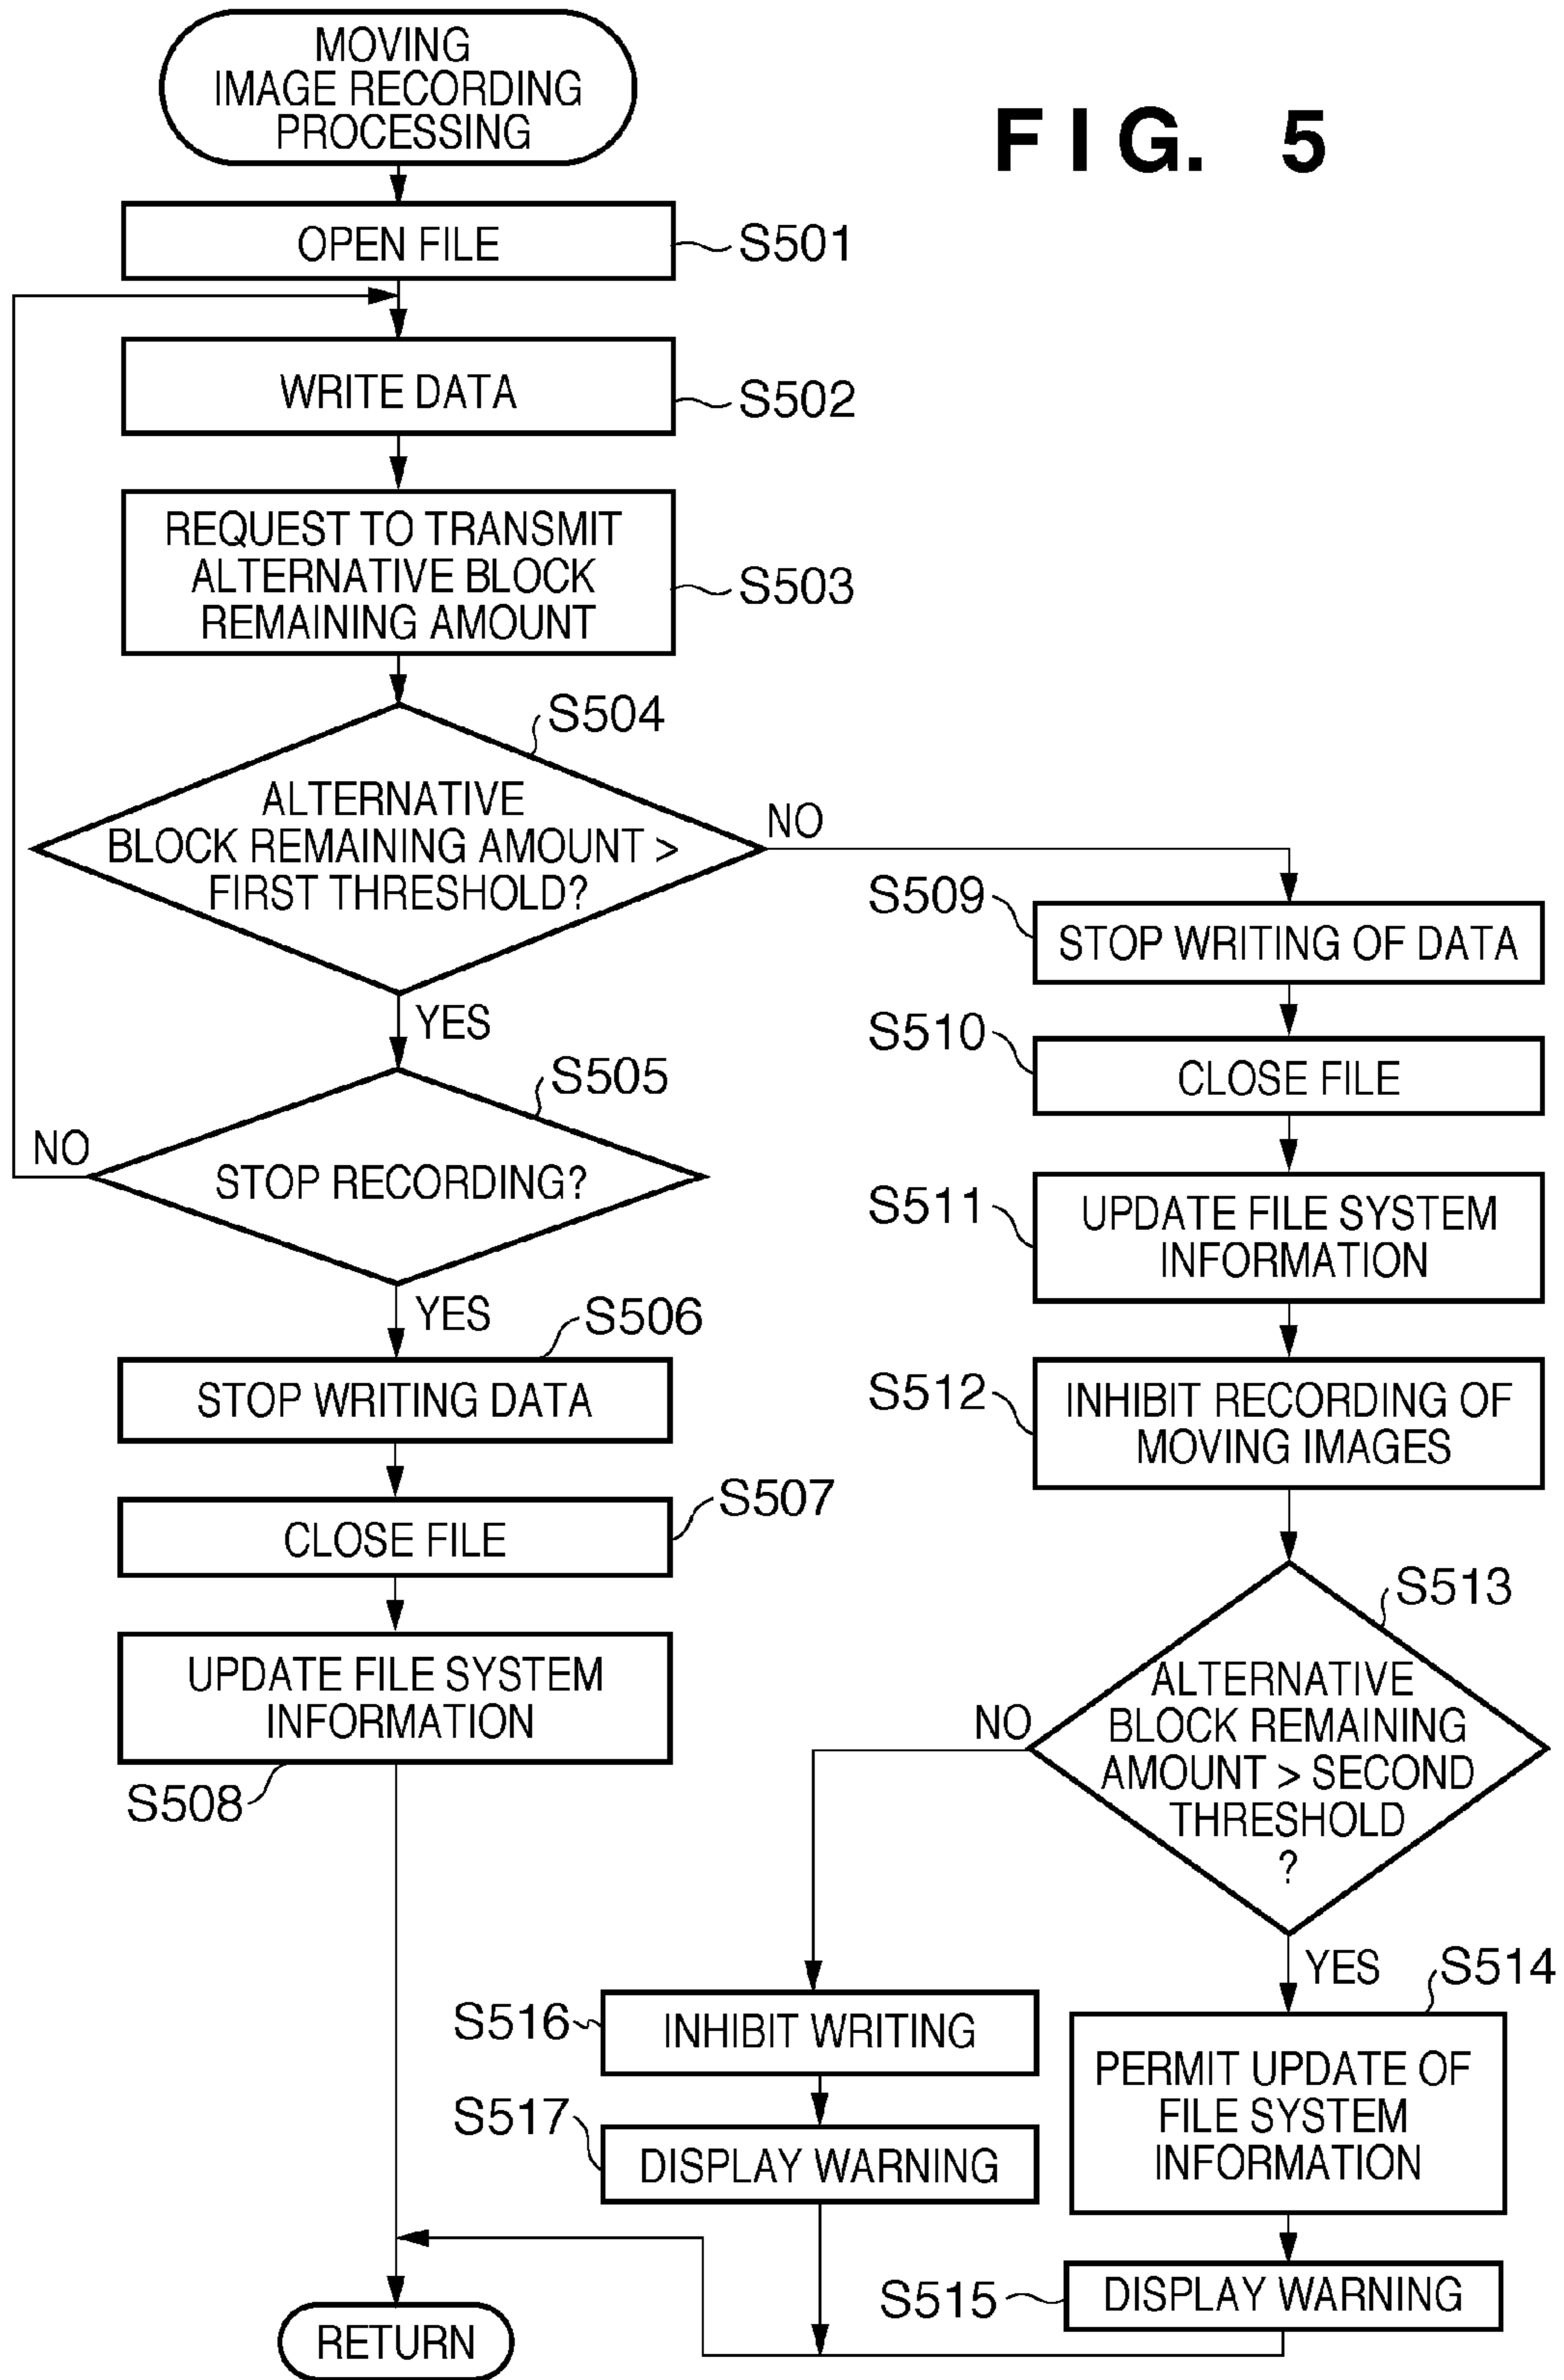 MOVING
IMAGE RECORDING
PROCESSING
FIG. 5
OPEN FILE
S501
WRITE DATA
S502
REQUEST TO TRANSMIT
ALTERNATIVE BLOCK
REMAINING AMOUNT
S503
S504
ALTERNATIVE
BLOCK REMAINING AMOUNT >
FIRST THRESHOLD?
NO
YES
S505
STOP RECORDING?
NO
YES
S506
STOP WRITING DATA
S507
CLOSE FILE
UPDATE FILE SYSTEM
INFORMATION
S508
S509
STOP WRITING OF DATA
S510
CLOSE FILE
S511
UPDATE FILE SYSTEM
INFORMATION
S512
INHIBIT RECORDING OF
MOVING IMAGES
S513
ALTERNATIVE
BLOCK REMAINING
AMOUNT > SECOND
THRESHOLD
?
NO
YES
S514
PERMIT UPDATE OF
FILE SYSTEM
INFORMATION
S515
DISPLAY WARNING
S516
INHIBIT WRITING
S517
DISPLAY WARNING
RETURN